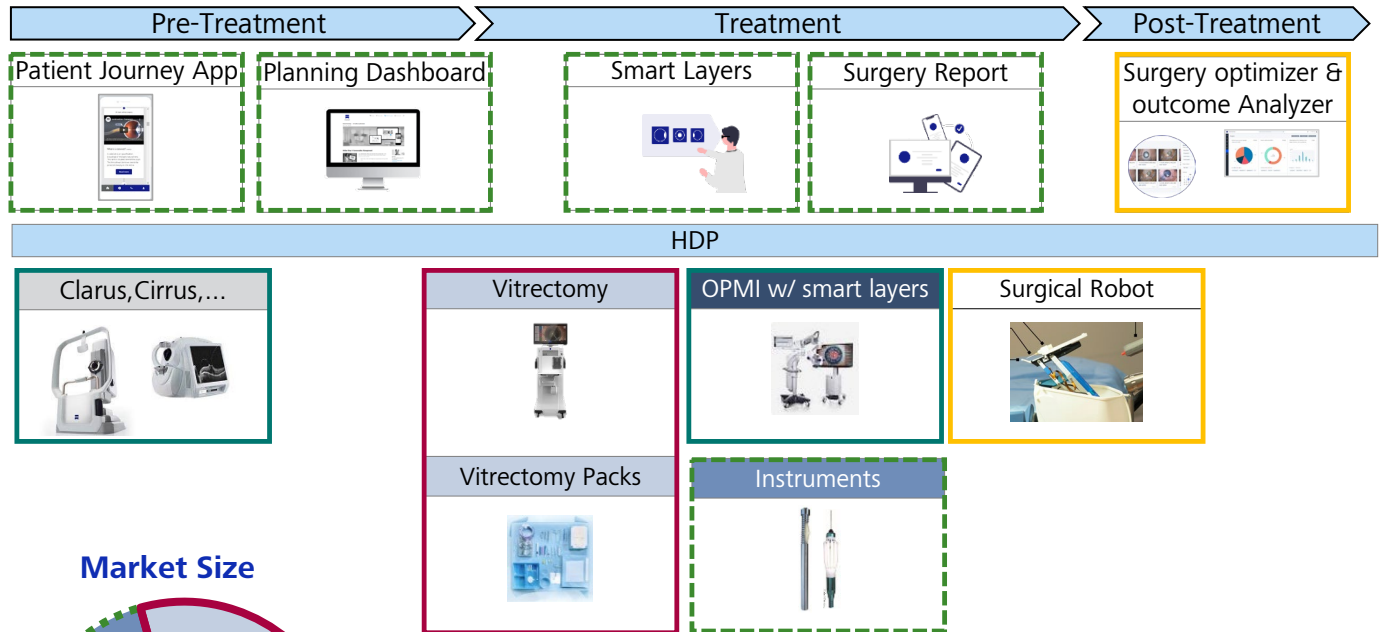 Pre-Treatment
Treatment
Post-Treatment
Patient Journey App
Planning Dashboard
Smart Layers
Surgery Report
Surgery optimizer &
outcome Analyzer
HDP
Clarus,Cirrus,...
Vitrectomy
OPMI w/ smart layers
Surgical Robot
Vitrectomy Packs
Instruments
Market Size